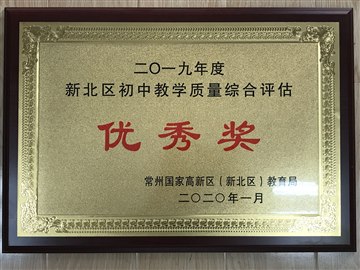 二〇一九年度
新北区初中教学质量综合评估
优秀奖
常州国家高新区（新北区）教育局
二〇二〇年一月